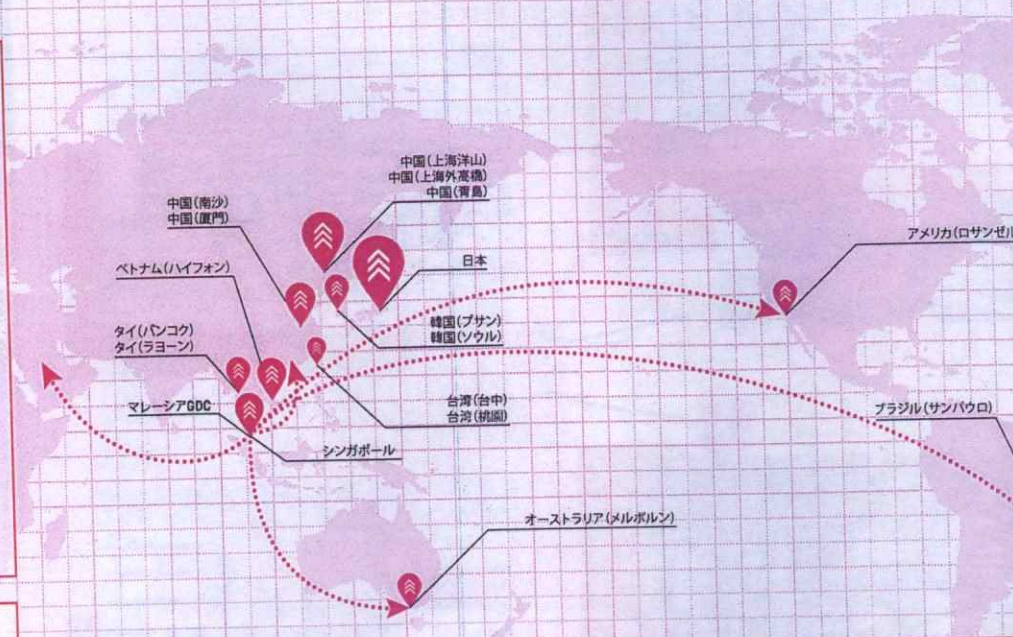 中国(上海洋山)
中国(上海外高橋)
中国(青島)
中国(南沙)
中国(厦門)
ベトナム(ハイフォン)
日本
アメリカ(ロサンゼル
タイ(バンコク)
タイ(ラヨーン)
韓国(プサン)
韓国(ソウル)
マレーシアGDC
台湾(台中)
台湾(桃園)
ブラジル(サンパウロ)
シンガポール
オーストラリア(メルボルン)